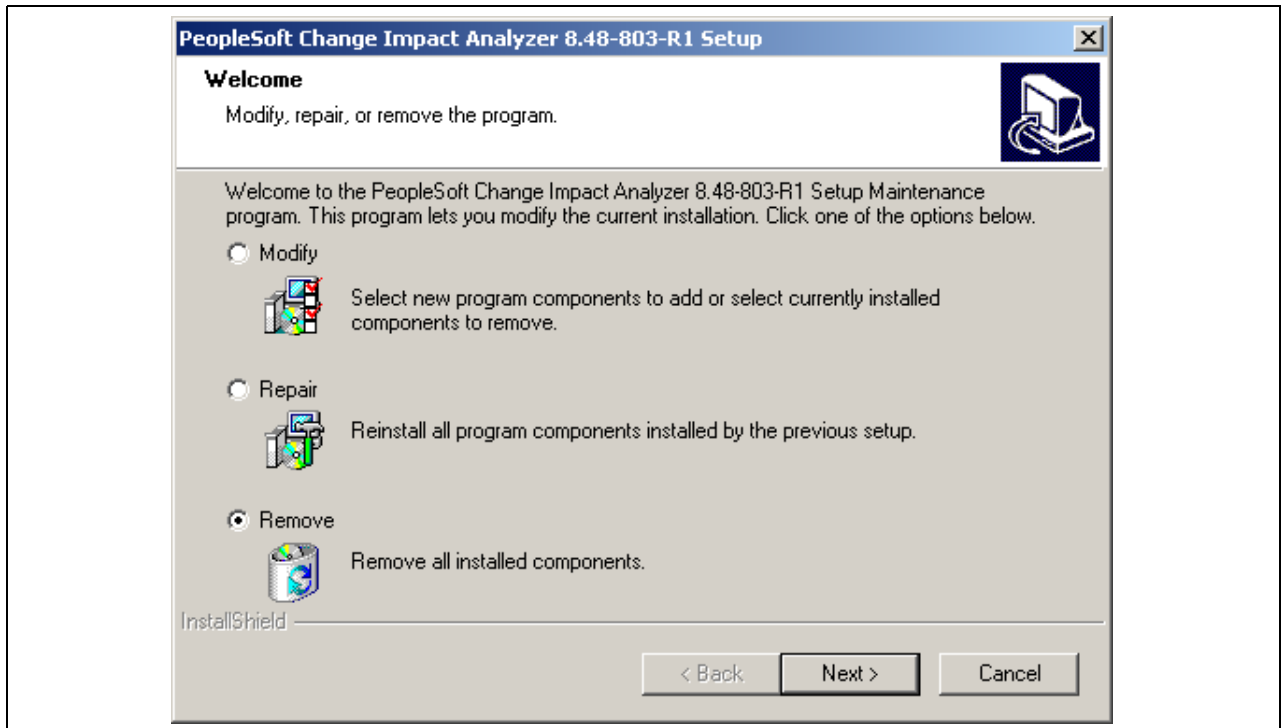 PeopleSoft Change Impact Analyzer 8.48-803-R1 Setup
Welcome
Modify, repair, or remove the program.
Welcome to the PeopleSoft Change Impact Analyzer 8.48-803-R1 Setup Maintenance
program. This program lets you modify the current installation. Click one of the options below.
Modify
Select new program components to add or select currently installed
components to remove.
Repair
Reinstall all program components installed by the previous setup.
Remove
Remove all installed components.
InstallShield
< Back
Next >
Cancel